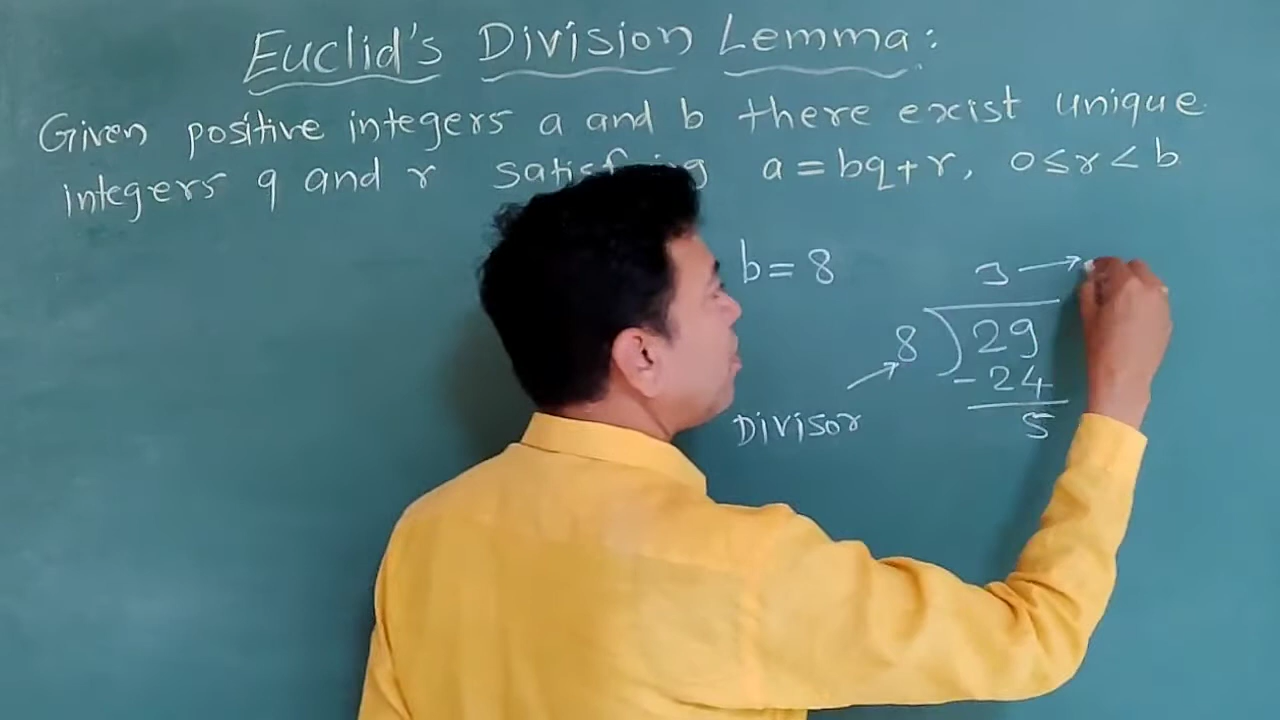 Euclid's Division Lemma:
Given positive integers a and b there exist unique
integers q and r satisfying a=bq+r, 0≤r<b
b=8
3
8)29
-24
5
Divisor